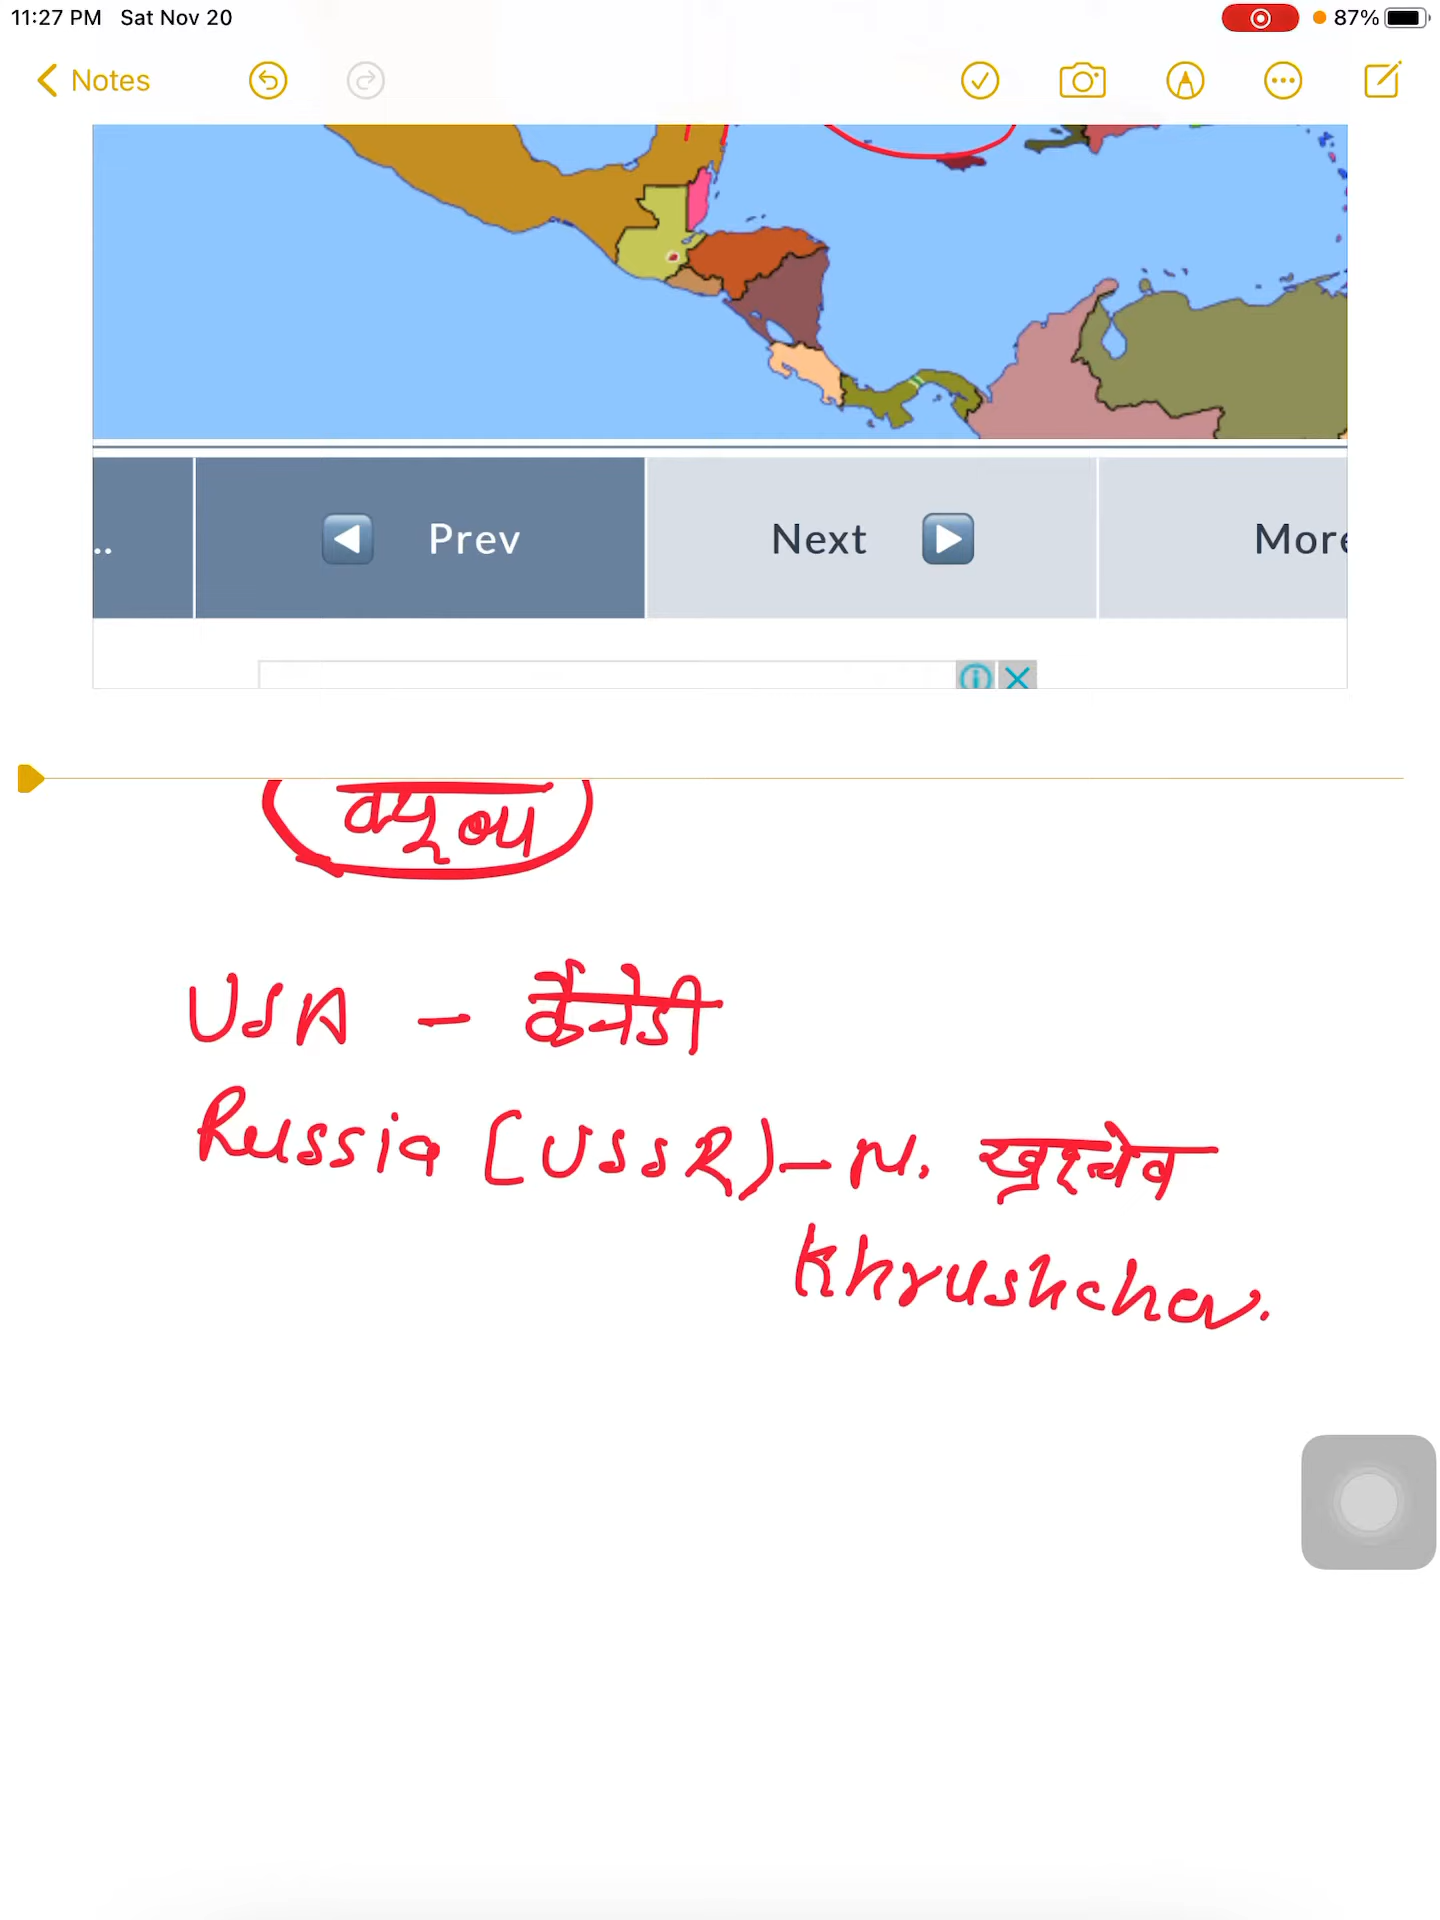 11:27 PM Sat Nov 20 87%
Notes
.. Prev Next More
क्यूबा
USA - कैनेडी
Russia [USSR) - N. ख्रुश्चेव
Khrushchev.